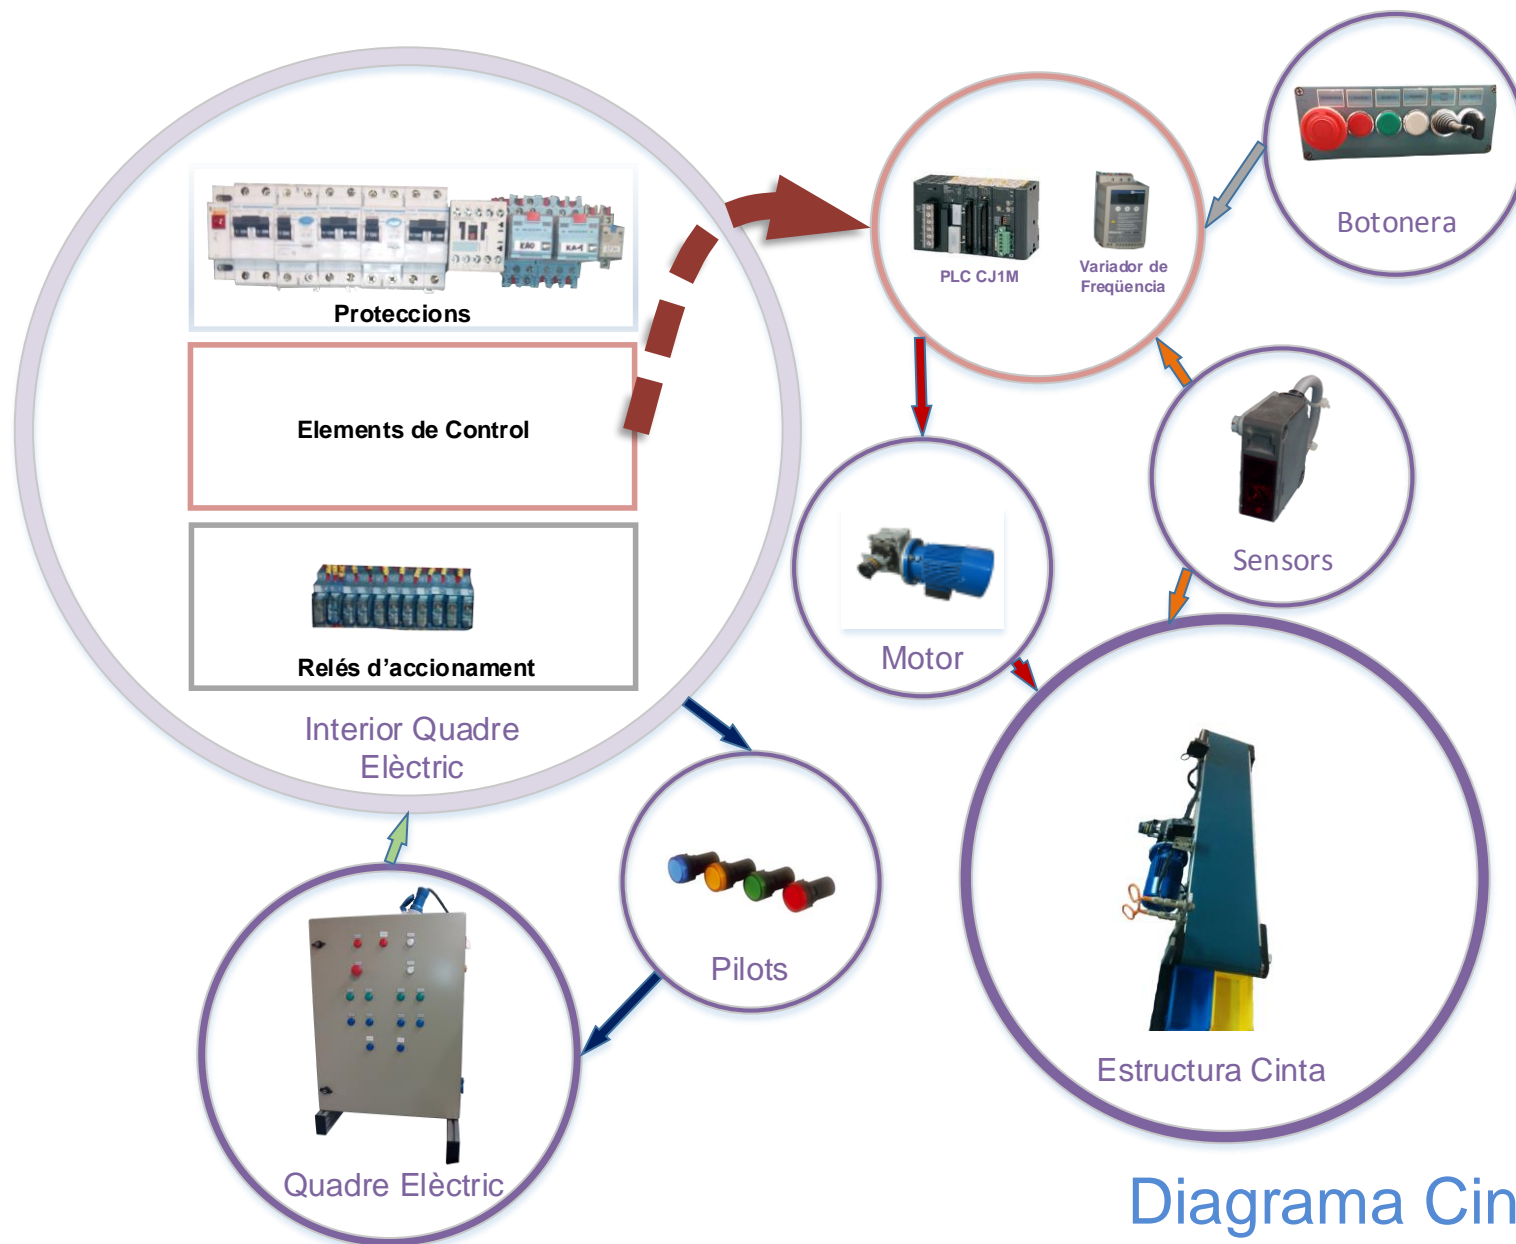 Proteccions
Elements de Control
Relés d’accionament
Interior Quadre
Elèctric
PLC CJ1M
Variador de
Freqüencia
Botonera
Sensors
Motor
Pilots
Estructura Cinta
Quadre Elèctric
Diagrama Cin